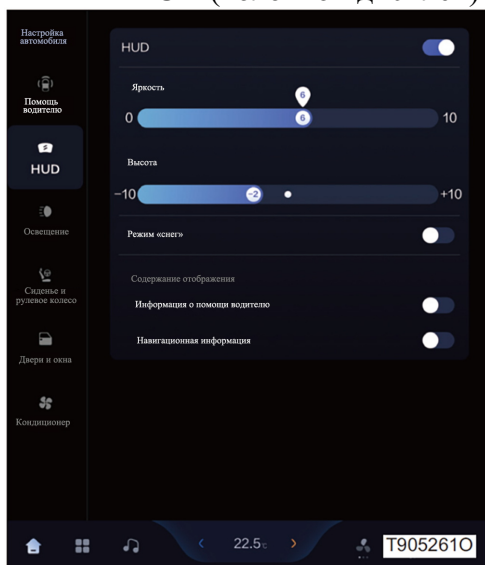 Настройка
автомобиля
HUD
Помощь
водителю
Яркость
6
0
6
10
HUD
Высота
-10
-2
+10
Освещение
Режим «снег»
Сиденье и
рулевое колесо
Содержание отображения
Информация о помощи водителю
Навигационная информация
Двери и окна
Кондиционер
22.5°C
T905261O